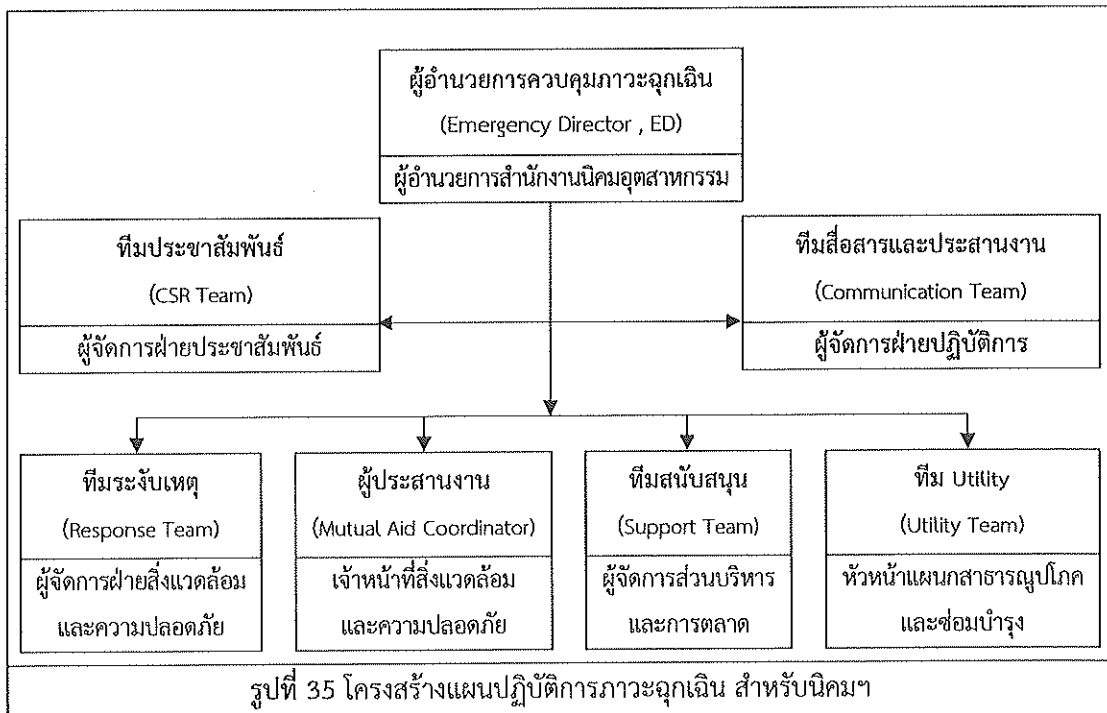 ผู้อำนวยการควบคุมภาวะฉุกเฉิน
(Emergency Director , ED)
ผู้อำนวยการสำนักงานนิคมอุตสาหกรรม
ทีมประชาสัมพันธ์
(CSR Team)
ผู้จัดการฝ่ายประชาสัมพันธ์
ทีมสื่อสารและประสานงาน
(Communication Team)
ผู้จัดการฝ่ายปฏิบัติการ
ทีมระงับเหตุ
(Response Team)
ผู้จัดการฝ่ายสิ่งแวดล้อม
และความปลอดภัย
ผู้ประสานงาน
(Mutual Aid Coordinator)
เจ้าหน้าที่สิ่งแวดล้อม
และความปลอดภัย
ทีมสนับสนุน
(Support Team)
ผู้จัดการส่วนบริหาร
และการตลาด
ทีม Utility
(Utility Team)
หัวหน้าแผนกสาธารณูปโภค
และซ่อมบำรุง
รูปที่ 35 โครงสร้างแผนปฏิบัติการภาวะฉุกเฉิน สำหรับนิคมฯ